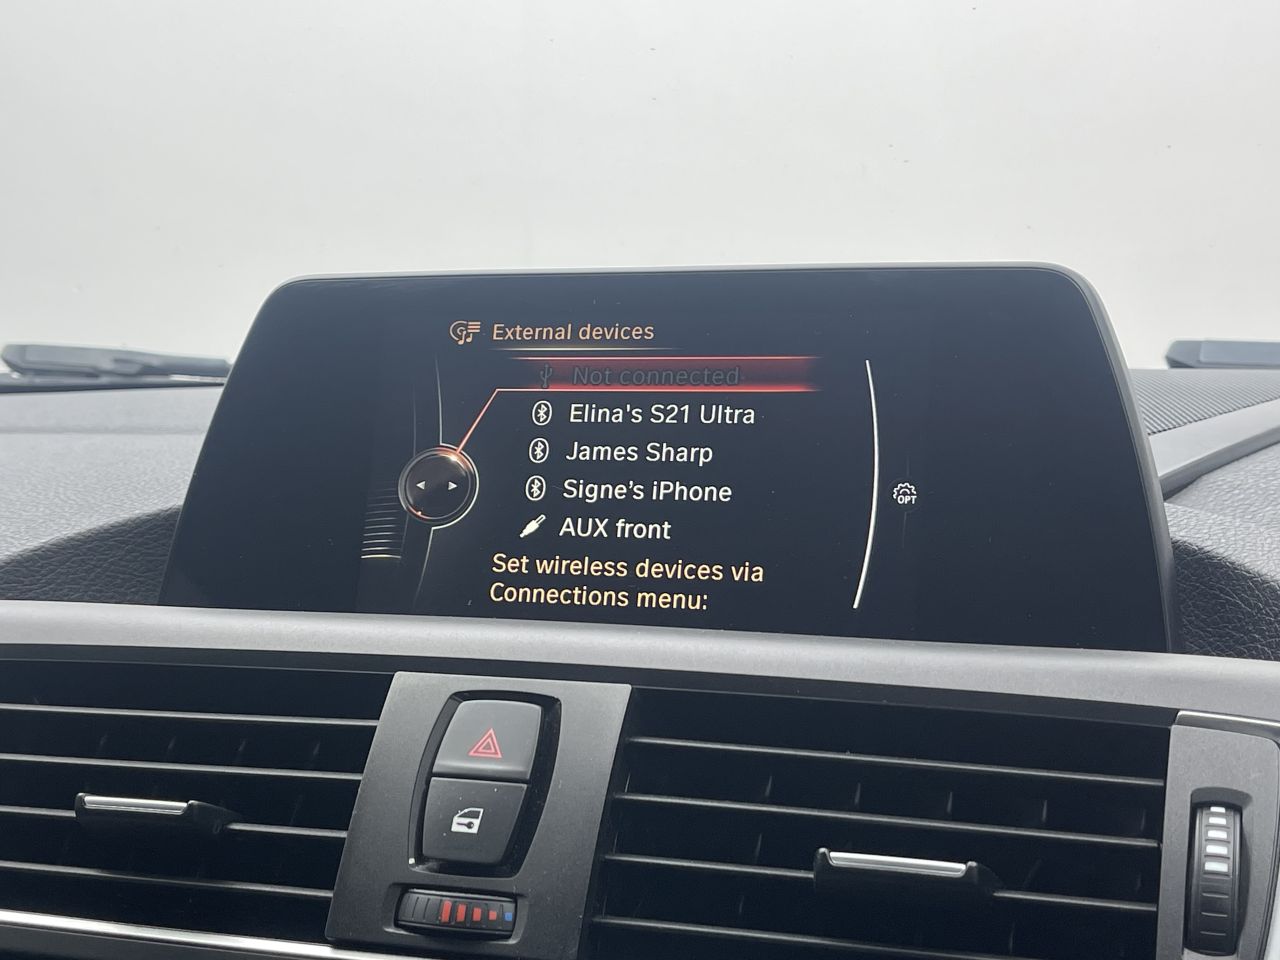 External devices
Not connected
Elina's S21 Ultra
James Sharp
Signe's iPhone
AUX front
Set wireless devices via
Connections menu:
OPT